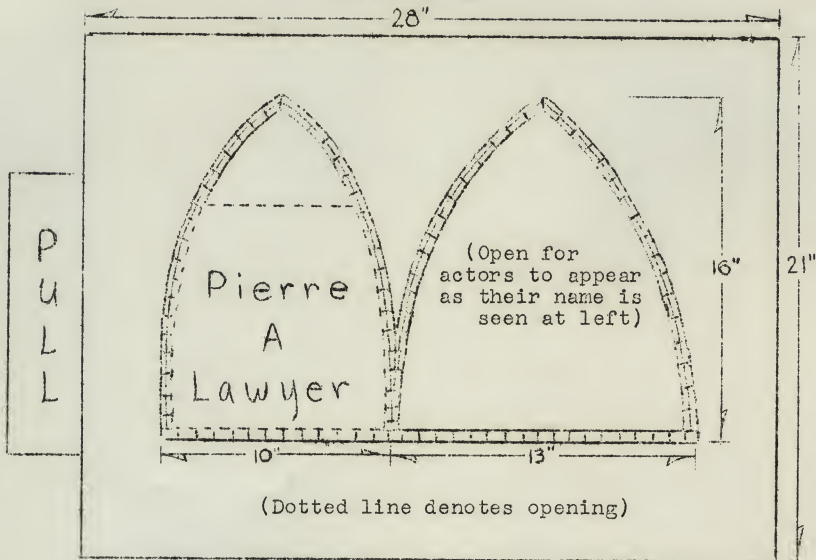 28"
PULL
Pierre
A
Lawyer
(Open for
actors to appear
as their name is
seen at left)
16"
21"
10"
13"
(Dotted line denotes opening)